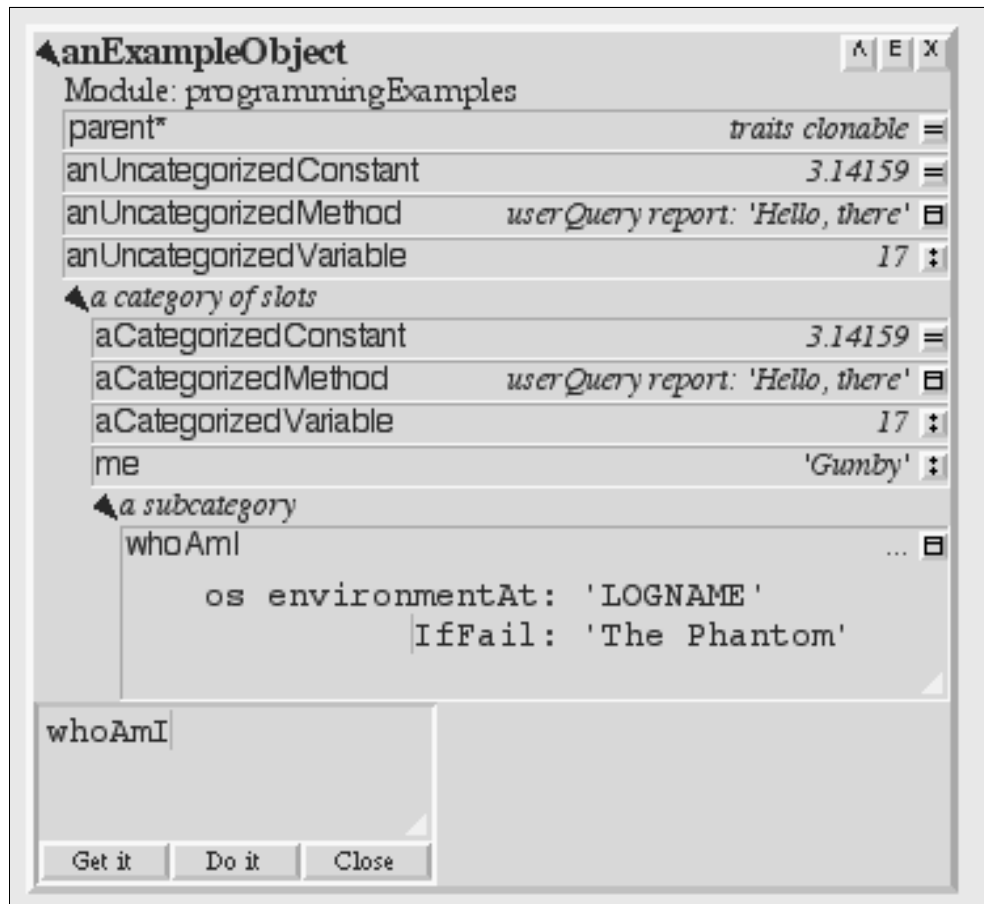 anExampleObject Λ E X
Module: programmingExamples
parent* traits clonable =
anUncategorizedConstant 3.14159 =
anUncategorizedMethod userQuery report: 'Hello, there'
anUncategorizedVariable 17 :
a category of slots
aCategorizedConstant 3.14159 =
aCategorizedMethod userQuery report: 'Hello, there'
aCategorizedVariable 17 :
me 'Gumby' :
a subcategory
whoAmI ...
os environmentAt: 'LOGNAME'
IfFail: 'The Phantom'
whoAmI
Get it Do it Close